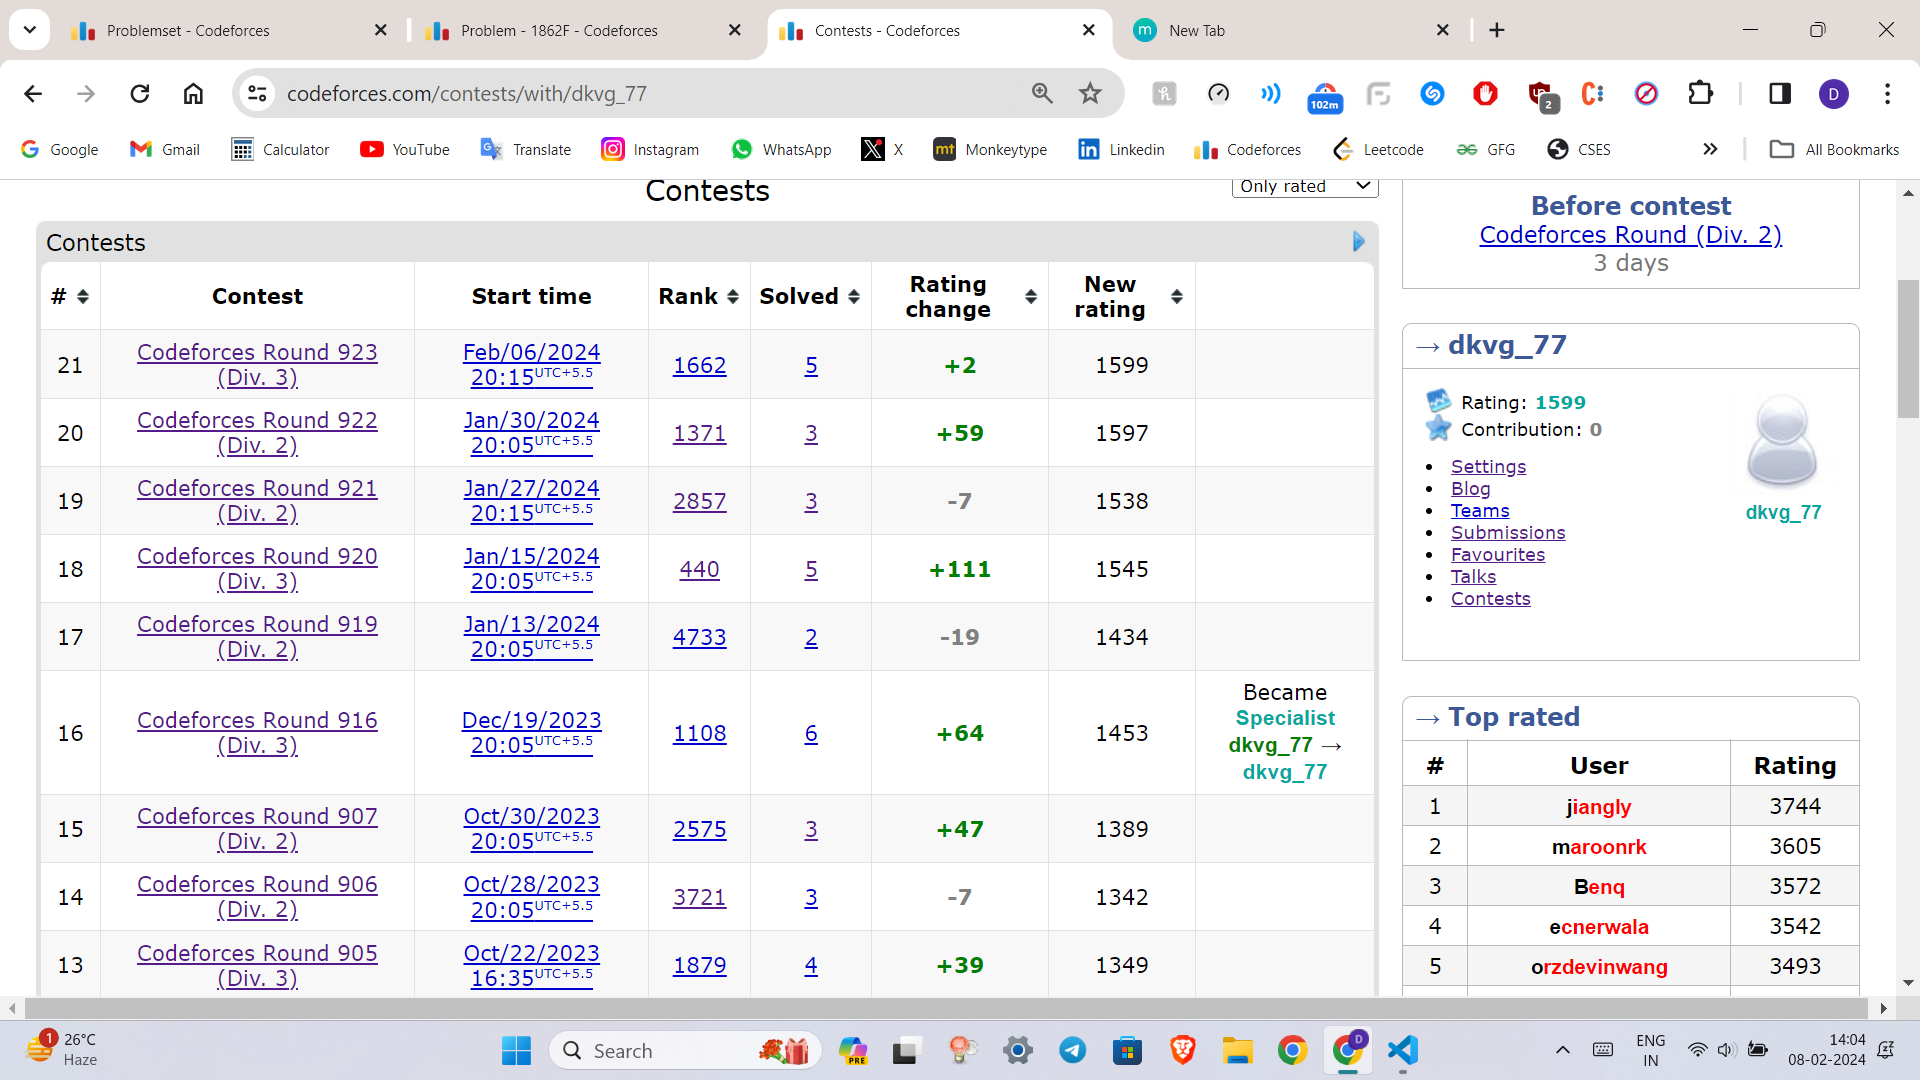 Problemset - Codeforces
Problem - 1862F - Codeforces
Contests - Codeforces
m
New Tab
codeforces.com/contests/with/dkvg_77
102m
2
D
Google
Gmail
Calculator
YouTube
Translate
Instagram
WhatsApp
X
mt
Monkeytype
Linkedin
Codeforces
Leetcode
GFG
CSES
All Bookmarks
Contests
Only rated
Contests
# Contest Start time Rank Solved Rating change New rating
21 Codeforces Round 923 (Div. 3) Feb/06/2024 20:15 UTC+5.5 1662 5 +2 1599
20 Codeforces Round 922 (Div. 2) Jan/30/2024 20:05 UTC+5.5 1371 3 +59 1597
19 Codeforces Round 921 (Div. 2) Jan/27/2024 20:15 UTC+5.5 2857 3 -7 1538
18 Codeforces Round 920 (Div. 3) Jan/15/2024 20:05 UTC+5.5 440 5 +111 1545
17 Codeforces Round 919 (Div. 2) Jan/13/2024 20:05 UTC+5.5 4733 2 -19 1434
16 Codeforces Round 916 (Div. 3) Dec/19/2023 20:05 UTC+5.5 1108 6 +64 1453 Became Specialist dkvg_77 → dkvg_77
15 Codeforces Round 907 (Div. 2) Oct/30/2023 20:05 UTC+5.5 2575 3 +47 1389
14 Codeforces Round 906 (Div. 2) Oct/28/2023 20:05 UTC+5.5 3721 3 -7 1342
13 Codeforces Round 905 (Div. 3) Oct/22/2023 16:35 UTC+5.5 1879 4 +39 1349
Before contest
Codeforces Round (Div. 2)
3 days
→ dkvg_77
Rating: 1599
Contribution: 0
Settings
Blog
Teams
Submissions
Favourites
Talks
Contests
dkvg_77
→ Top rated
# User Rating
1 jiangly 3744
2 maroonrk 3605
3 Benq 3572
4 ecnerwala 3542
5 orzdevinwang 3493
1
26°C
Haze
Search
PRE
D
ENG
IN
14:04
08-02-2024